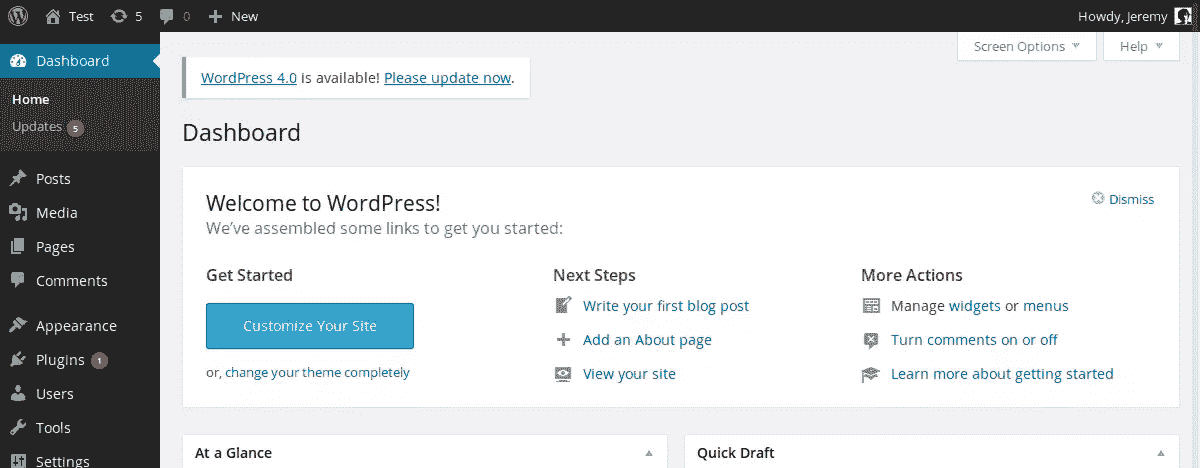 Test 5 0 New Howdy, Jeremy
Screen Options Help
Dashboard
Home
Updates 5
Posts
Media
Pages
Comments
Appearance
Plugins 1
Users
Tools
Settings
WordPress 4.0 is available! Please update now.
Dashboard
Welcome to WordPress!
We've assembled some links to get you started:
Dismiss
Get Started
Customize Your Site
or, change your theme completely
Next Steps
Write your first blog post
Add an About page
View your site
More Actions
Manage widgets or menus
Turn comments on or off
Learn more about getting started
At a Glance
Quick Draft